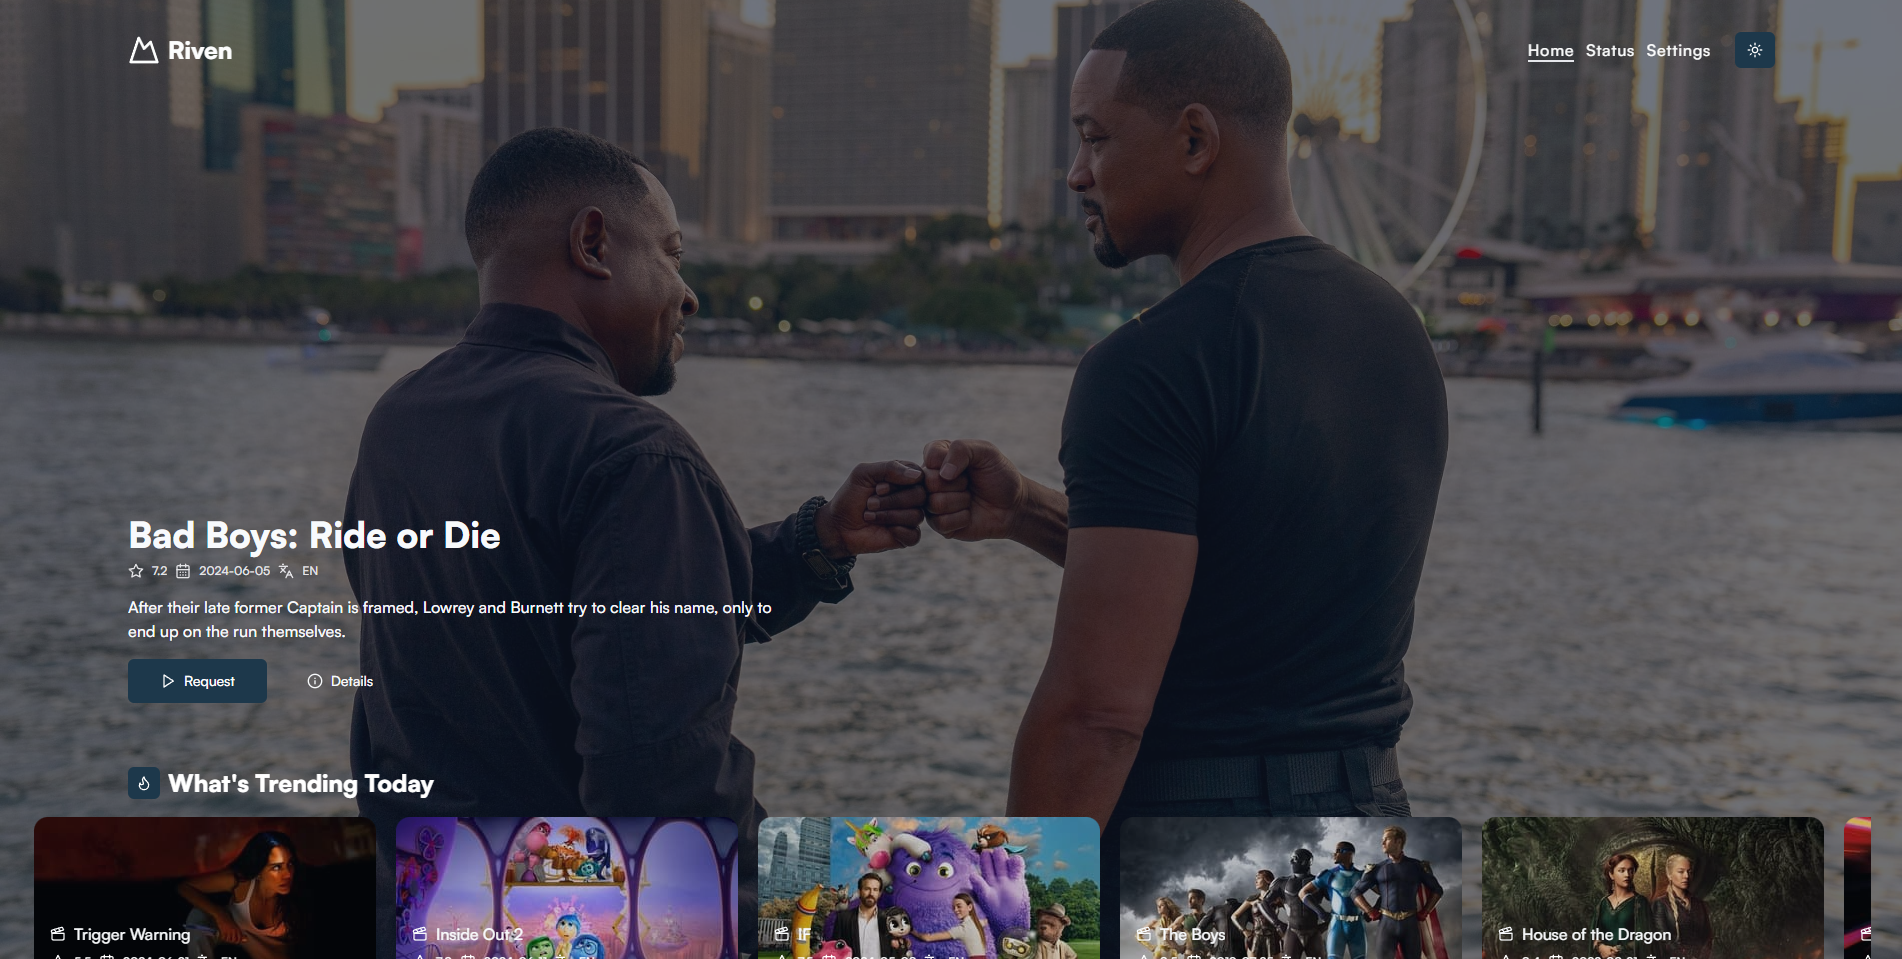 Riven
Home Status Settings
Bad Boys: Ride or Die
7.2 2024-06-05 EN
After their late former Captain is framed, Lowrey and Burnett try to clear his name, only to
end up on the run themselves.
Request Details
What's Trending Today
Trigger Warning
Inside Out 2
IF
The Boys
House of the Dragon